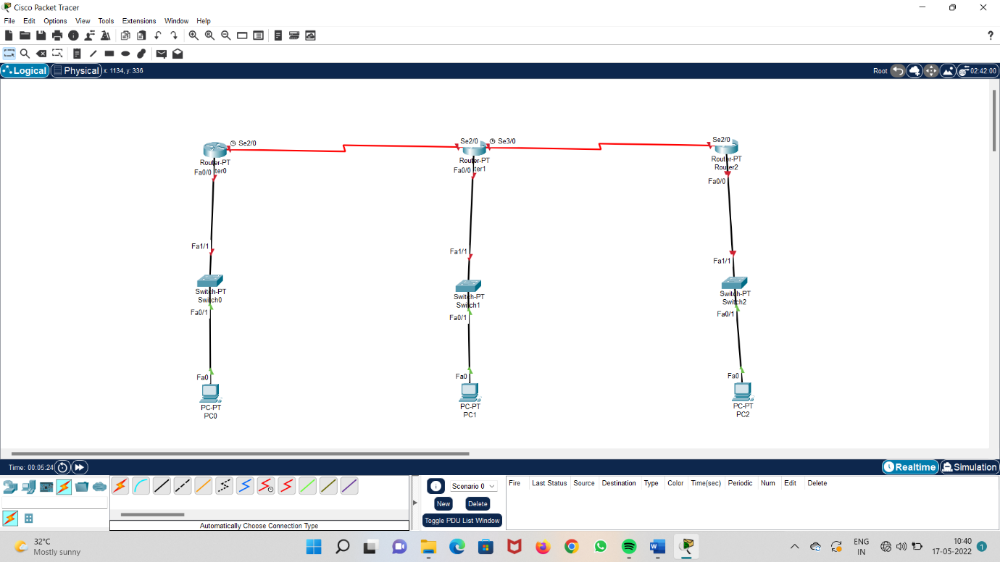 Cisco Packet Tracer
File Edit Options View Tools Extensions Window Help
Logical Physical x: 1134, y: 336 Root 02:42:00
Se2/0 Se2/0 Se3/0 Se2/0
Router-PT Router-PT Router-PT
Fa0/0 ter0 Fa0/0 ter1 Router2
Fa0/0
Fa1/1 Fa1/1 Fa1/1
Switch-PT Switch-PT Switch-PT
Switch0 Switch1 Switch2
Fa0/1 Fa0/1 Fa0/1
Fa0 Fa0 Fa0
PC-PT PC-PT PC-PT
PC0 PC1 PC2
Time: 00:05:24 Realtime Simulation
Scenario 0 Fire Last Status Source Destination Type Color Time(sec) Periodic Num Edit Delete
New Delete
Toggle PDU List Window
Automatically Choose Connection Type
32°C
Mostly sunny
ENG
IN
10:40
17-05-2022
1